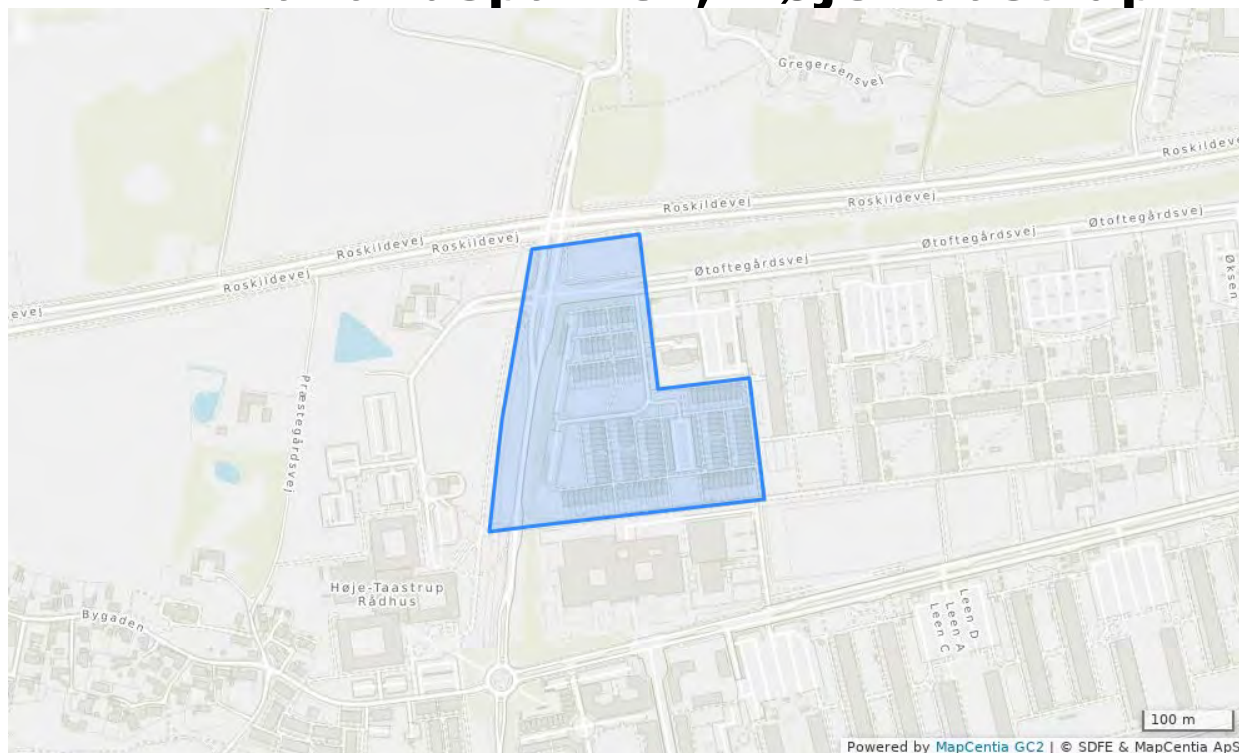 Gregersensvej
Roskildevej
Roskildevej
Roskildevej
Roskildevej
Roskildevej
Roskildevej
evej
Øtoftegårdsvej
Øtoftegårdsvej
Øksen
Præstegårdsvej
Høje-Taastrup
Rådhus
Bygaden
Leen D
Leen A
Leen C
100 m
Powered by MapCentia GC2 | © SDFE & MapCentia ApS